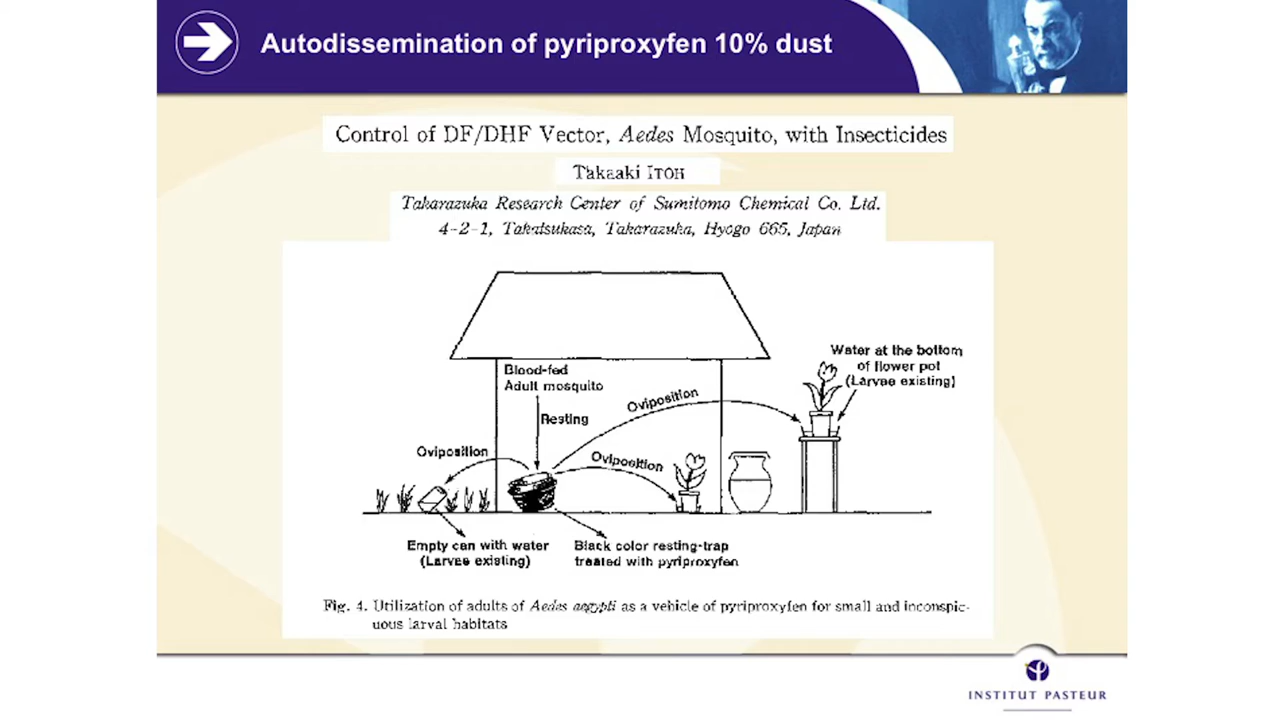 Autodissemination of pyriproxyfen 10% dust
Control of DF/DHF Vector, Aedes Mosquito, with Insecticides
Takaaki ITOH
Takarazuka Research Center of Sumitomo Chemical Co. Ltd.
4-2-1, Takatsukasa, Takarazuka, Hyogo 665, Japan
Water at the bottom
of flower pot
(Larvae existing)
Blood-fed
Adult mosquito
Resting
Oviposition
Oviposition
Oviposition
Empty can with water
(Larvae existing)
Black color resting-trap
treated with pyriproxyfen
Fig. 4. Utilization of adults of Aedes aegypti as a vehicle of pyriproxyfen for small and inconspic-
uous larval habitats
INSTITUT PASTEUR